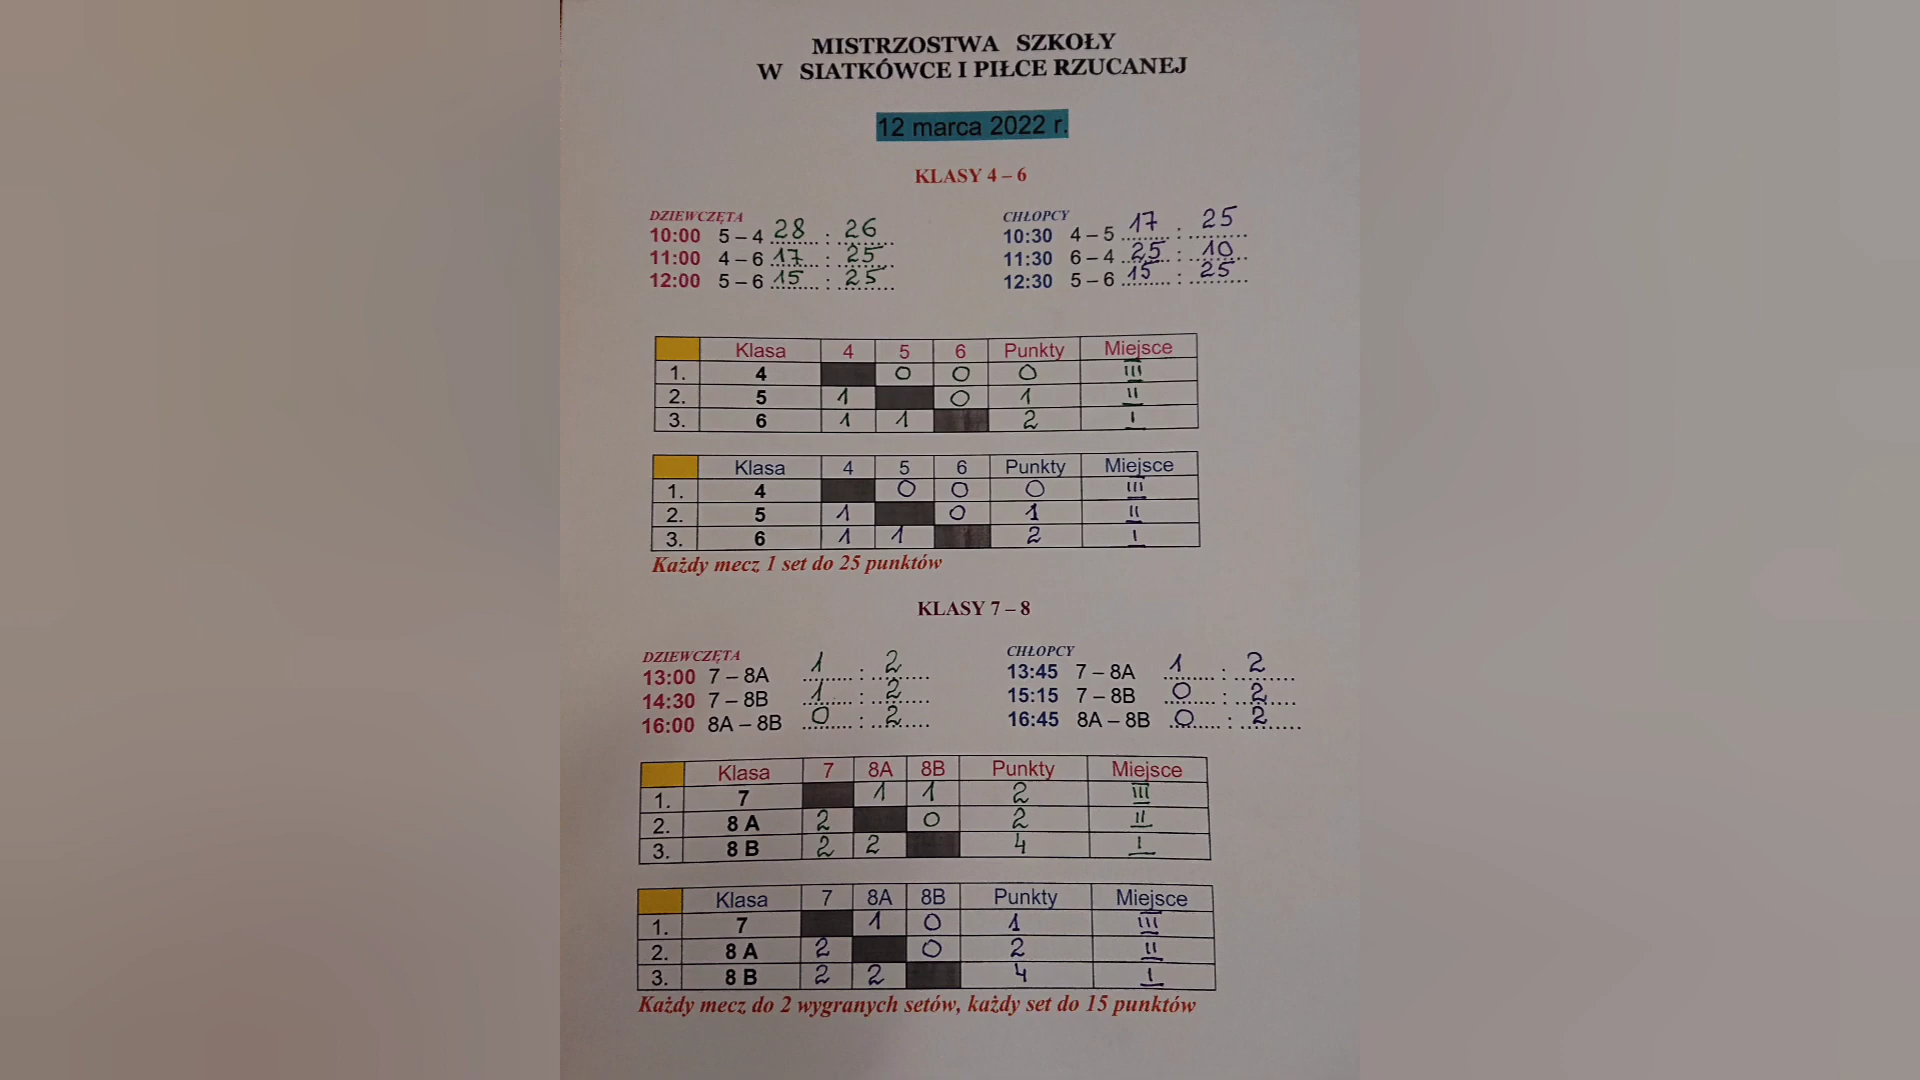 MISTRZOSTWA SZKOŁY
W SIATKÓWCE I PIŁCE RZUCANEJ
12 marca 2022 r.
KLASY 4 – 6
DZIEWCZĘTA
10:00 5 – 4 28 : 26
11:00 4 – 6 17 : 25
12:00 5 – 6 15 : 25
CHŁOPCY
10:30 4 – 5 17 : 25
11:30 6 – 4 25 : 10
12:30 5 – 6 15 : 25
Klasa 4 5 6 Punkty Miejsce
1. 4 0 0 0 III
2. 5 1 0 1 II
3. 6 1 1 2 I
Klasa 4 5 6 Punkty Miejsce
1. 4 0 0 0 III
2. 5 1 0 1 II
3. 6 1 1 2 I
Każdy mecz 1 set do 25 punktów
KLASY 7 – 8
DZIEWCZĘTA
13:00 7 – 8A 1 : 2
14:30 7 – 8B 1 : 2
16:00 8A – 8B 0 : 2
CHŁOPCY
13:45 7 – 8A 1 : 2
15:15 7 – 8B 0 : 2
16:45 8A – 8B 0 : 2
Klasa 7 8A 8B Punkty Miejsce
1. 7 1 1 2 III
2. 8 A 2 0 2 II
3. 8 B 2 2 4 I
Klasa 7 8A 8B Punkty Miejsce
1. 7 1 0 1 III
2. 8 A 2 0 2 II
3. 8 B 2 2 4 I
Każdy mecz do 2 wygranych setów, każdy set do 15 punktów